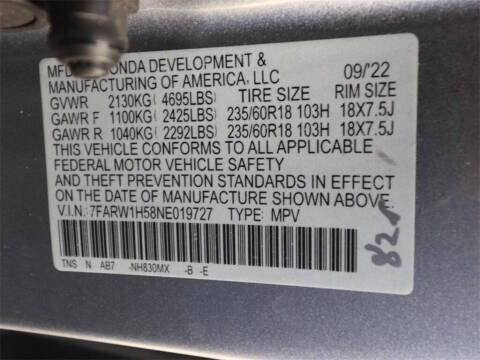 HONDA DEVELOPMENT &
MANUFACTURING OF AMERICA, LLC 09/'22
GVWR 2130KG( 4695LBS) TIRE SIZE RIM SIZE
GAWR F 1100KG( 2425LBS) 235/60R18 103H 18X7.5J
GAWR R 1040KG( 2292LBS) 235/60R18 103H 18X7.5J
THIS VEHICLE CONFORMS TO ALL APPLICABLE
FEDERAL MOTOR VEHICLE SAFETY
AND THEFT PREVENTION STANDARDS IN EFFECT
ON THE DATE OF MANUFACTURE SHOWN ABOVE.
V.I.N.: 7FARW1H58NE019727 TYPE: MPV
TNS N AB7 -NH830MX -B -E